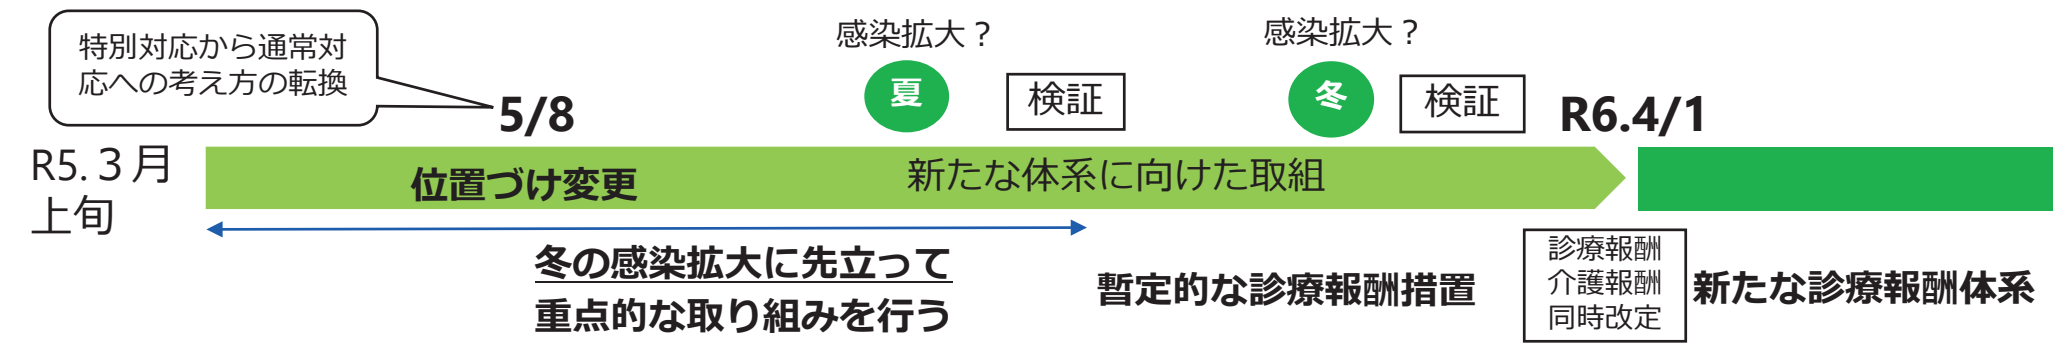 特別対応から通常対
応への考え方の転換
感染拡大？
感染拡大？
夏
検証
冬
検証
5/8
R6.4/1
R5.３月
上旬
位置づけ変更
新たな体系に向けた取組
冬の感染拡大に先立って
重点的な取り組みを行う
暫定的な診療報酬措置
診療報酬
介護報酬
同時改定
新たな診療報酬体系